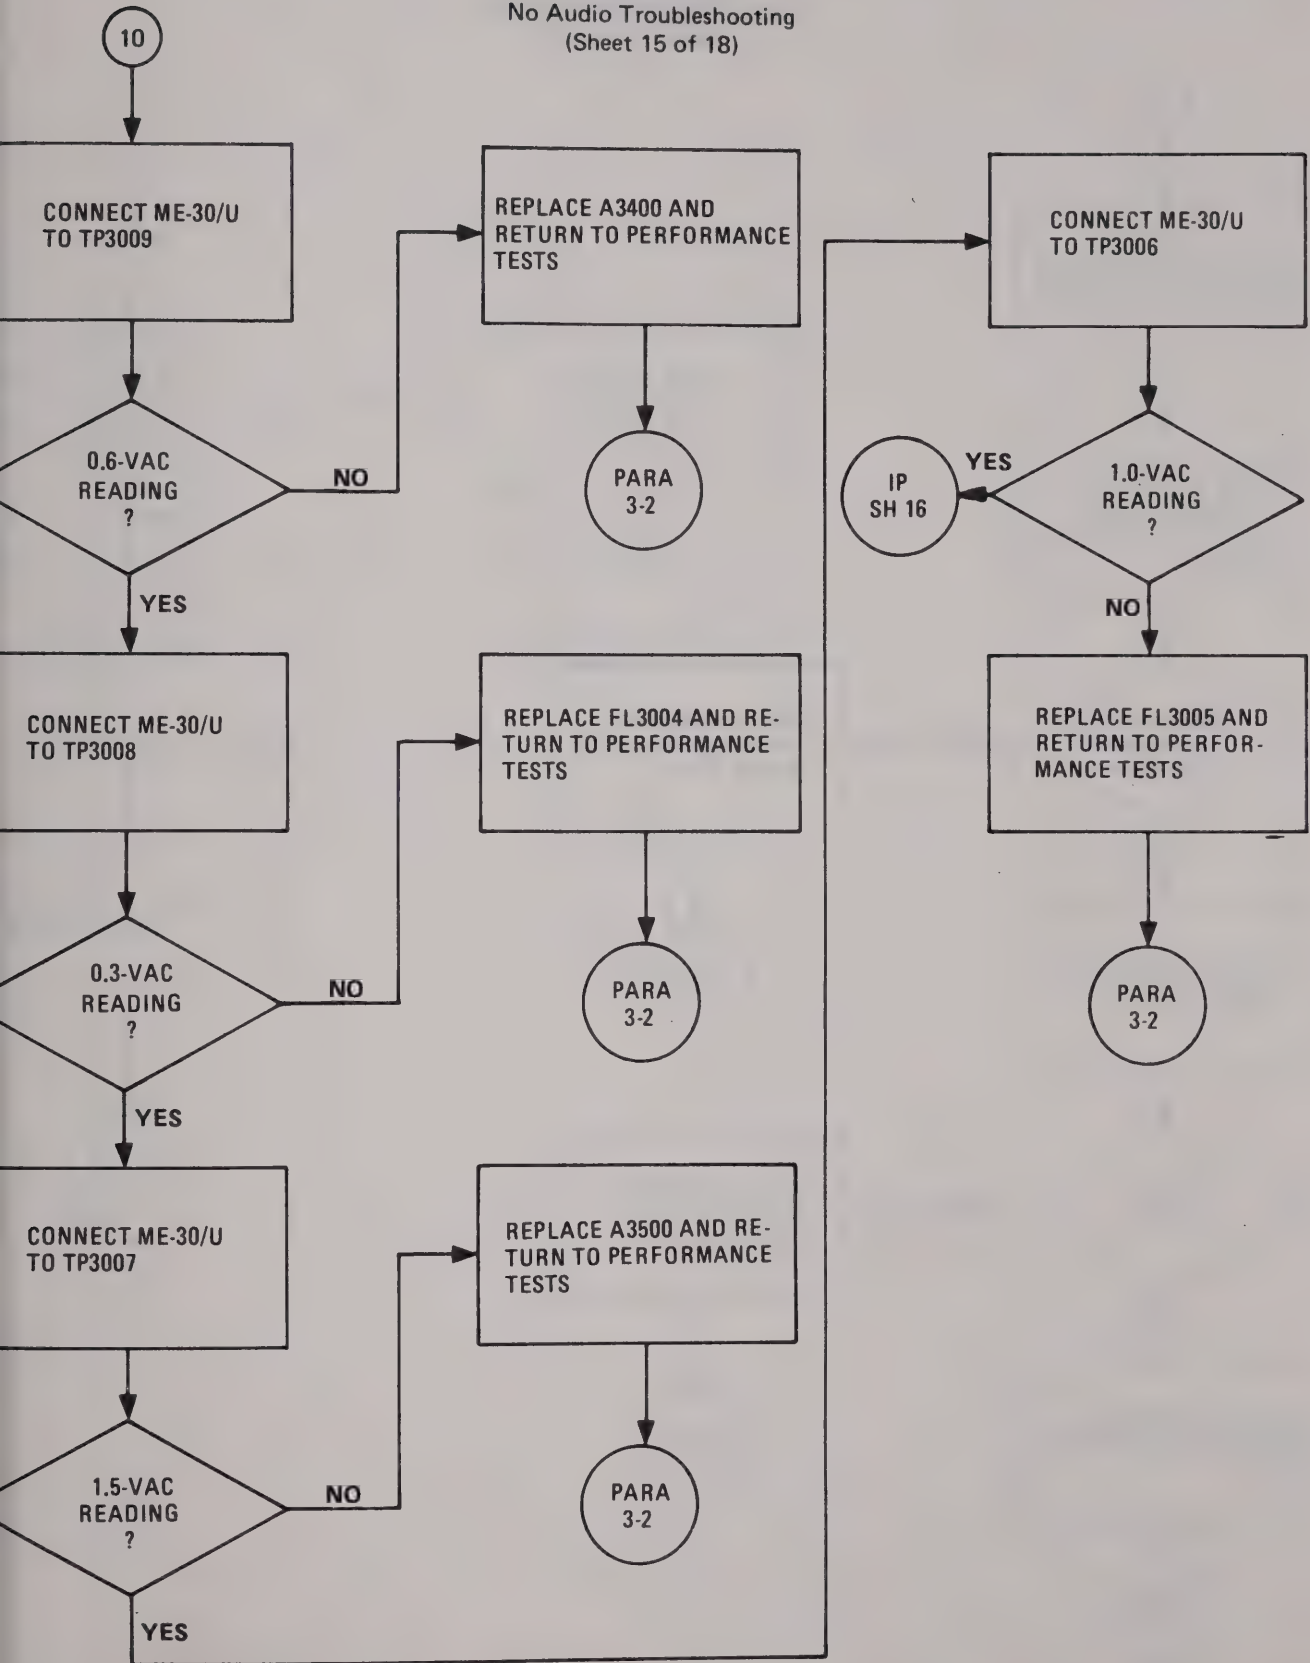 No Audio Troubleshooting
(Sheet 15 of 18)
10
CONNECT ME-30/U
TO TP3009
0.6-VAC
READING
?
NO
REPLACE A3400 AND
RETURN TO PERFORMANCE
TESTS
PARA
3-2
YES
CONNECT ME-30/U
TO TP3008
0.3-VAC
READING
?
NO
REPLACE FL3004 AND RE-
TURN TO PERFORMANCE
TESTS
PARA
3-2
YES
CONNECT ME-30/U
TO TP3007
1.5-VAC
READING
?
NO
REPLACE A3500 AND RE-
TURN TO PERFORMANCE
TESTS
PARA
3-2
YES
CONNECT ME-30/U
TO TP3006
1.0-VAC
READING
?
YES
IP
SH 16
NO
REPLACE FL3005 AND
RETURN TO PERFOR-
MANCE TESTS
PARA
3-2